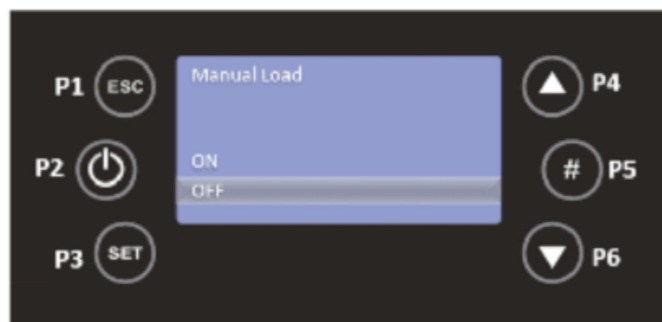 P1 ESC
Manual Load
P4
P2
ON
# P5
OFF
P3 SET
P6